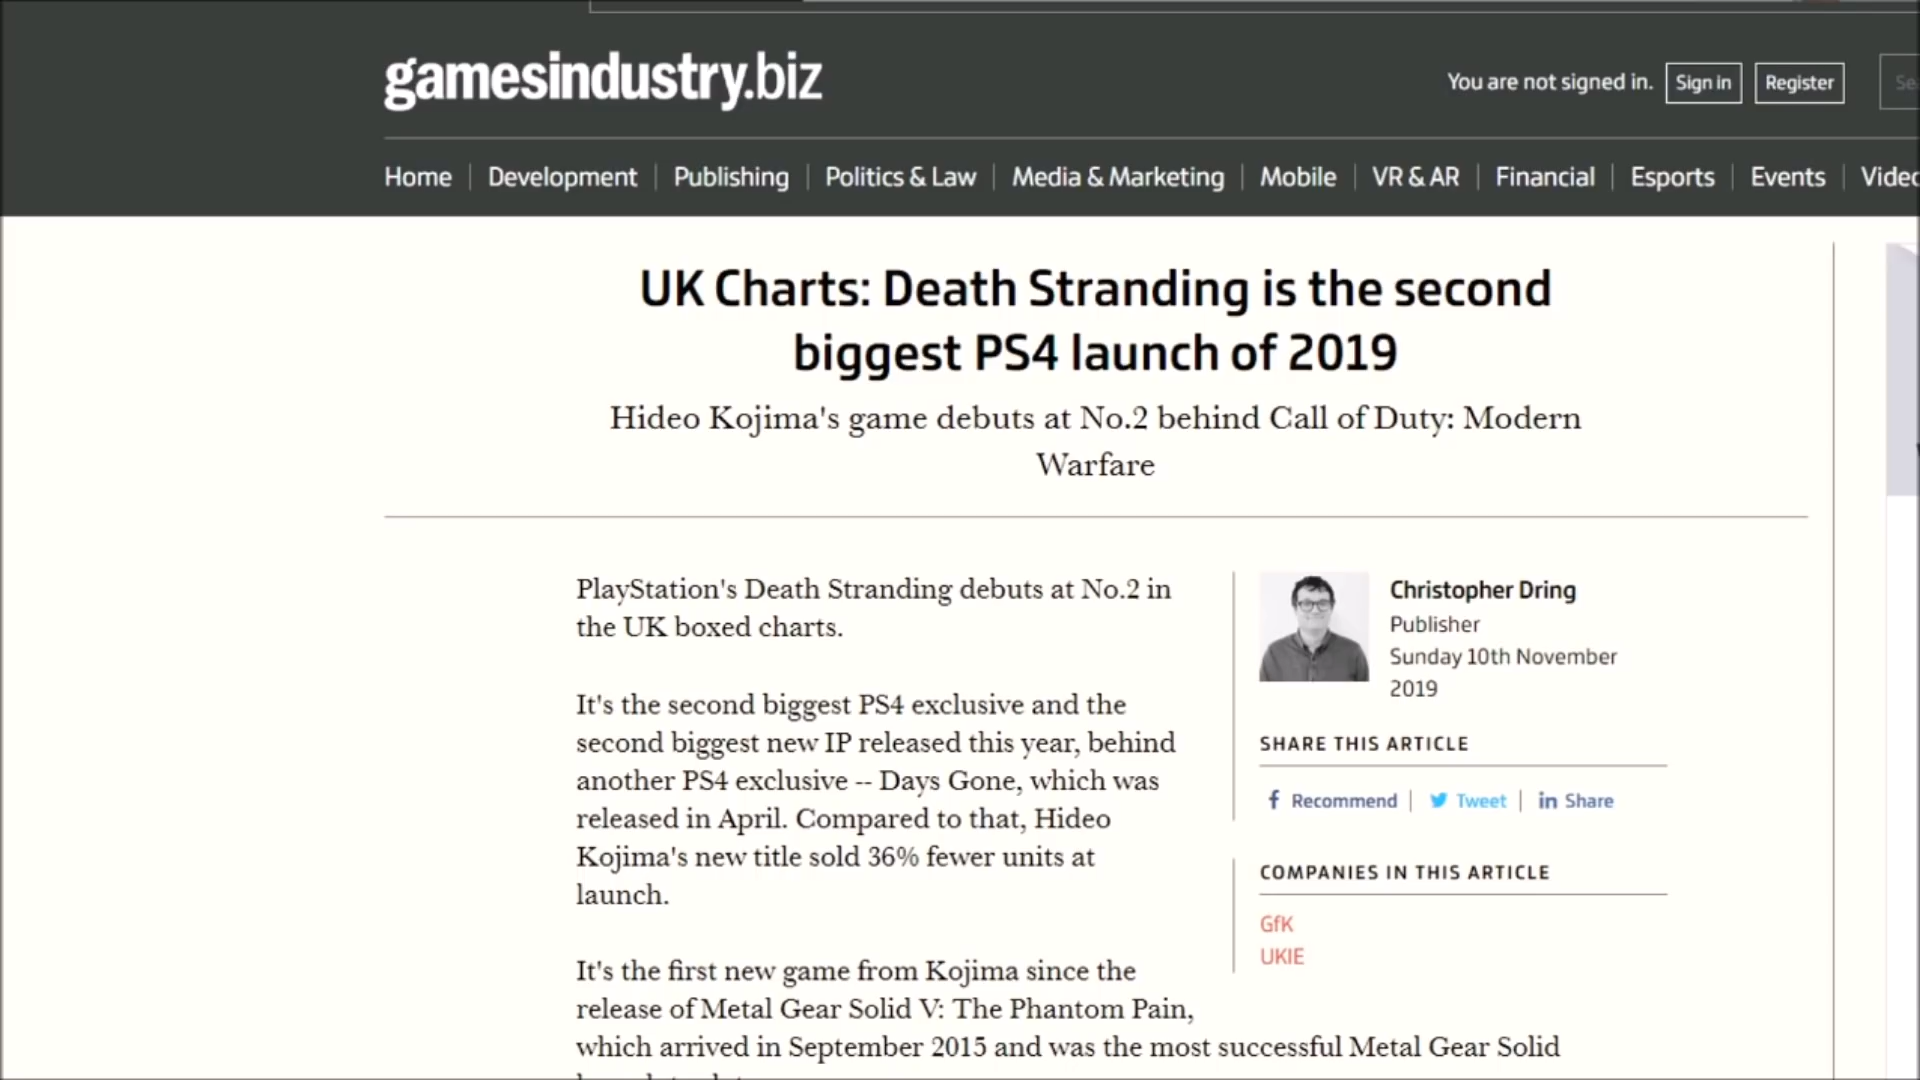 gamesindustry.biz
You are not signed in. Sign in Register
Home Development Publishing Politics & Law Media & Marketing Mobile VR & AR Financial Esports Events
UK Charts: Death Stranding is the second
biggest PS4 launch of 2019
Hideo Kojima's game debuts at No.2 behind Call of Duty: Modern
Warfare
PlayStation's Death Stranding debuts at No.2 in
the UK boxed charts.
It's the second biggest PS4 exclusive and the
second biggest new IP released this year, behind
another PS4 exclusive -- Days Gone, which was
released in April. Compared to that, Hideo
Kojima's new title sold 36% fewer units at
launch.
It's the first new game from Kojima since the
release of Metal Gear Solid V: The Phantom Pain,
which arrived in September 2015 and was the most successful Metal Gear Solid
Christopher Dring
Publisher
Sunday 10th November
2019
SHARE THIS ARTICLE
Recommend Tweet Share
COMPANIES IN THIS ARTICLE
GfK
UKIE